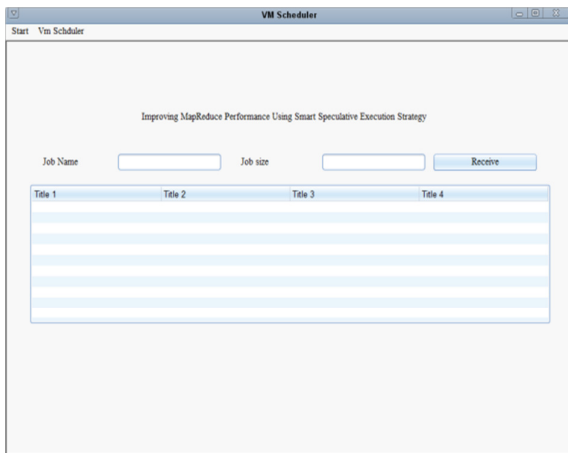 VM Scheduler
Start Vm Schduler
Improving MapReduce Performance Using Smart Speculative Execution Strategy
Job Name Job size Receive
Title 1 Title 2 Title 3 Title 4